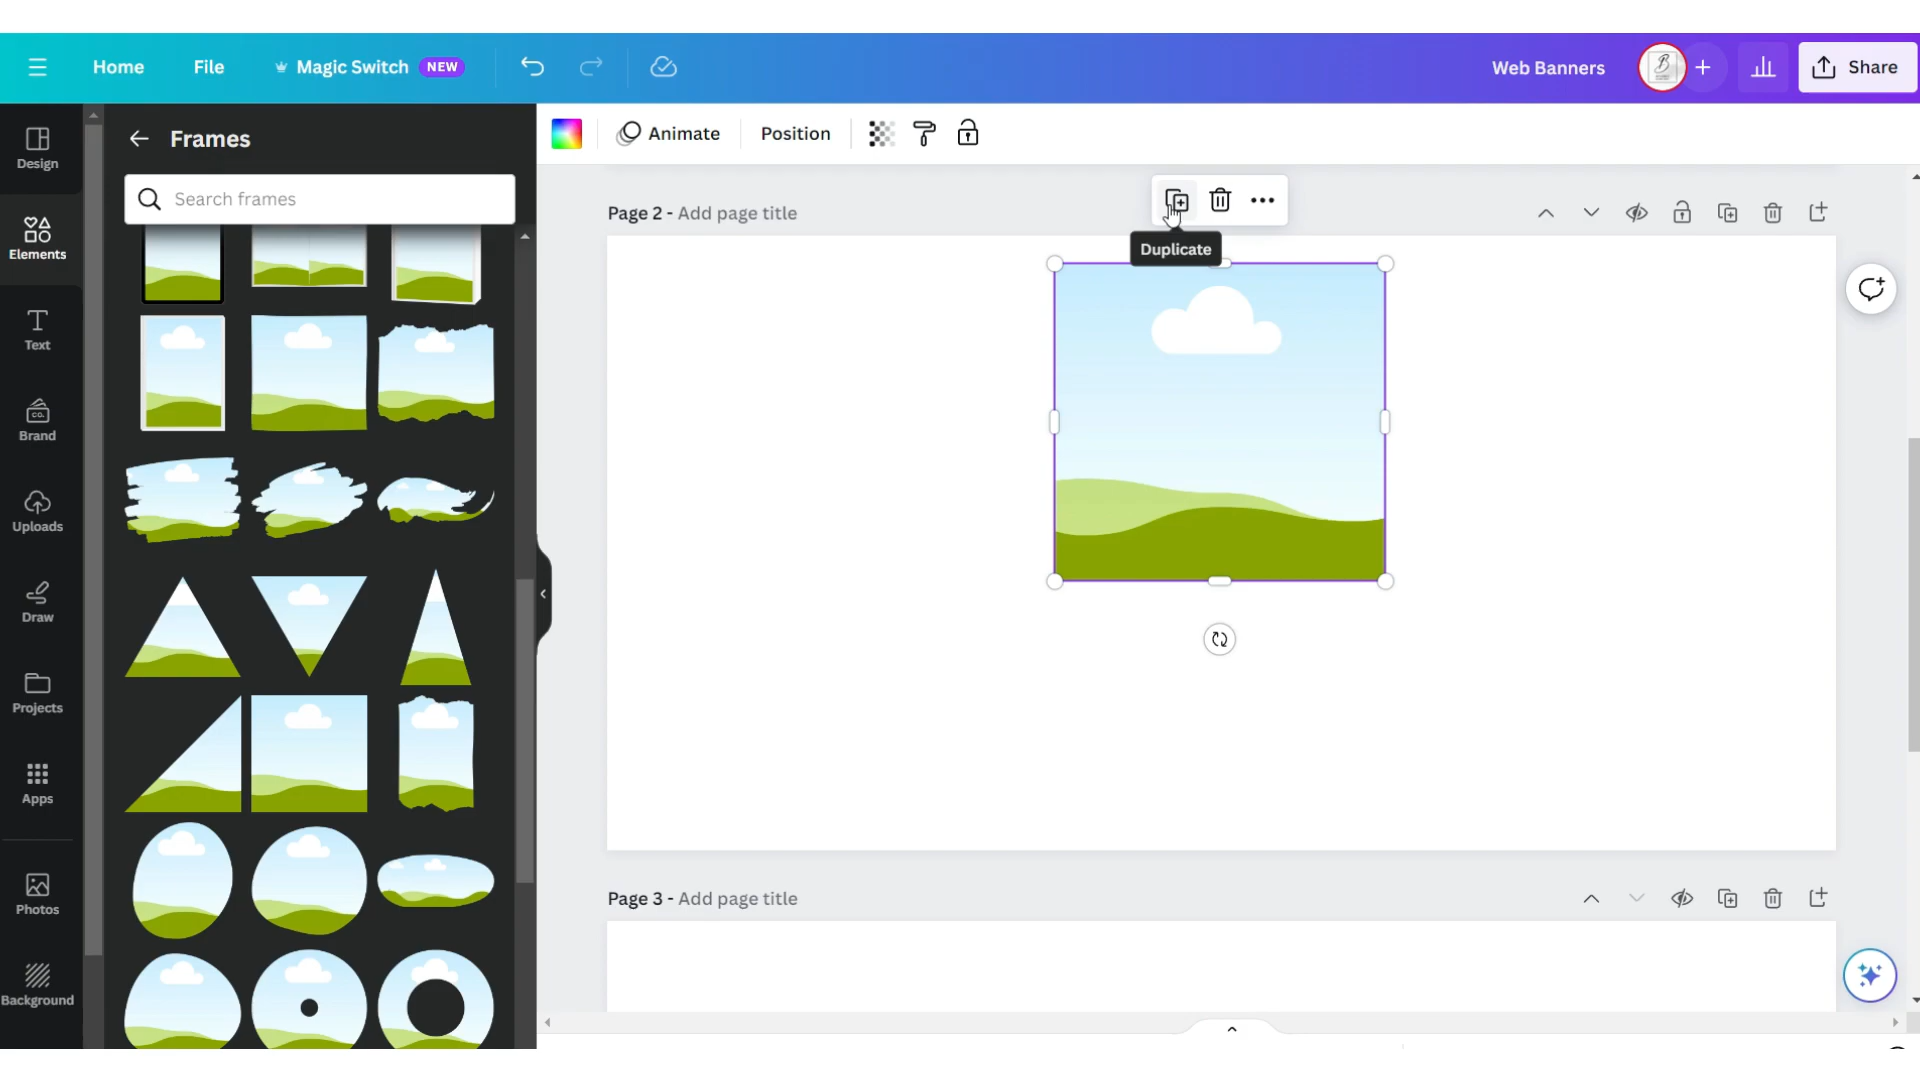 Home
File
Magic Switch NEW
Web Banners
Share
Design
Elements
Text
Brand
Uploads
Draw
Projects
Apps
Photos
Background
Frames
Search frames
CO.
Animate
Position
Page 2 - Add page title
Duplicate
Page 3 - Add page title